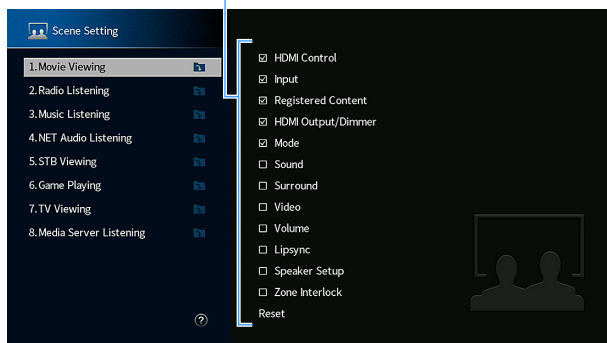 Scene Setting
1.Movie Viewing
2.Radio Listening
3.Music Listening
4.NET Audio Listening
5.STB Viewing
6.Game Playing
7.TV Viewing
8.Media Server Listening
?
HDMI Control
Input
Registered Content
HDMI Output/Dimmer
Mode
Sound
Surround
Video
Volume
Lipsync
Speaker Setup
Zone Interlock
Reset